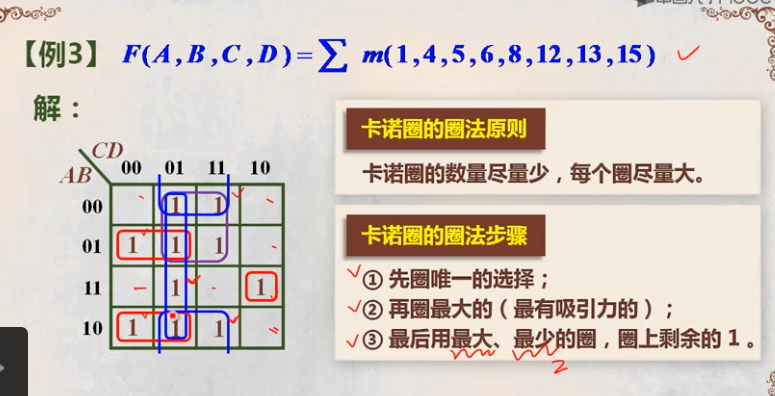 【例3】 F(A,B,C,D)=∑ m(1,4,5,6,8,12,13,15)
解：
卡诺圈的圈法原则
卡诺圈的数量尽量少，每个圈尽量大。
CD
AB 00 01 11 10
00 1 1
01 1 1 1
11 1 1
10 1 1 1
卡诺圈的圈法步骤
① 先圈唯一的选择；
② 再圈最大的（最有吸引力的）；
③ 最后用最大、最少的圈，圈上剩余的 1 。
2